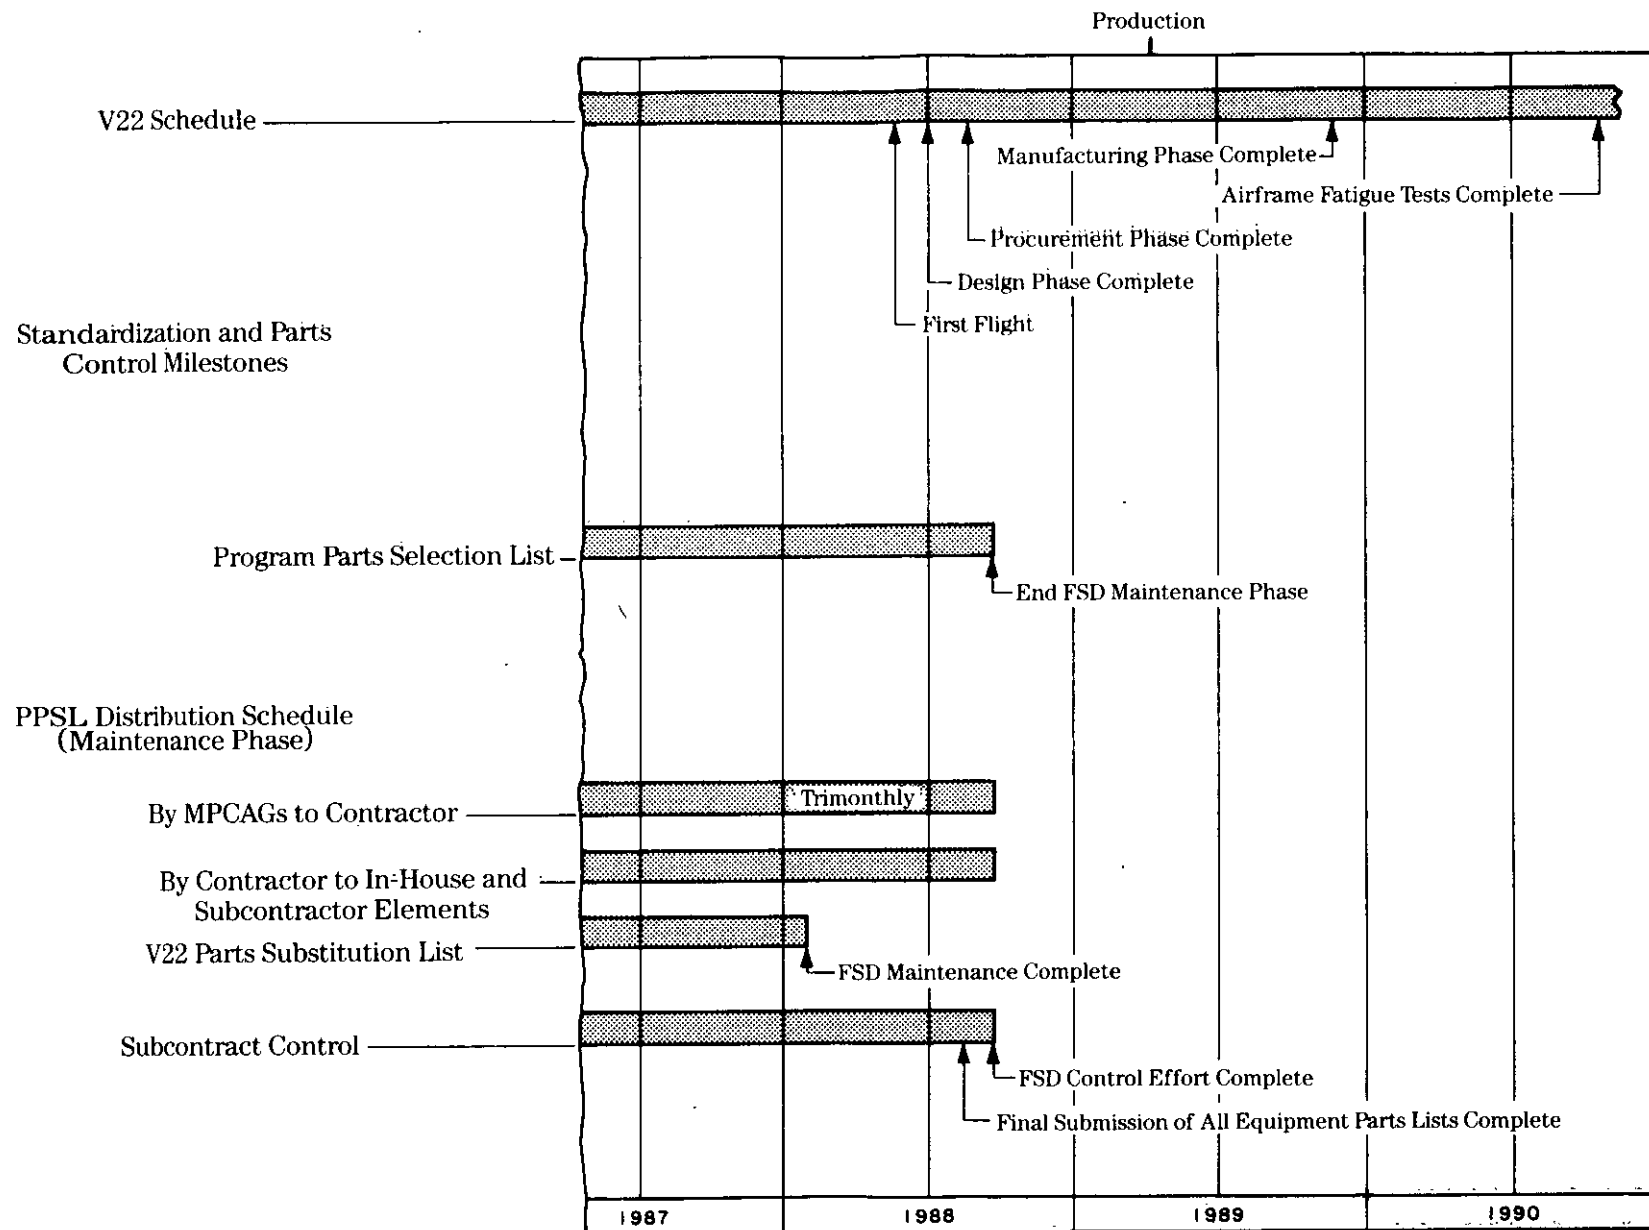 Production
V22 Schedule
Manufacturing Phase Complete
Airframe Fatigue Tests Complete
Procurement Phase Complete
Design Phase Complete
First Flight
Standardization and Parts
Control Milestones
Program Parts Selection List
End FSD Maintenance Phase
PPSL Distribution Schedule
(Maintenance Phase)
Trimonthly
By MPCAGs to Contractor
By Contractor to In-House and
Subcontractor Elements
V22 Parts Substitution List
FSD Maintenance Complete
Subcontract Control
FSD Control Effort Complete
Final Submission of All Equipment Parts Lists Complete
1987 1988 1989 1990